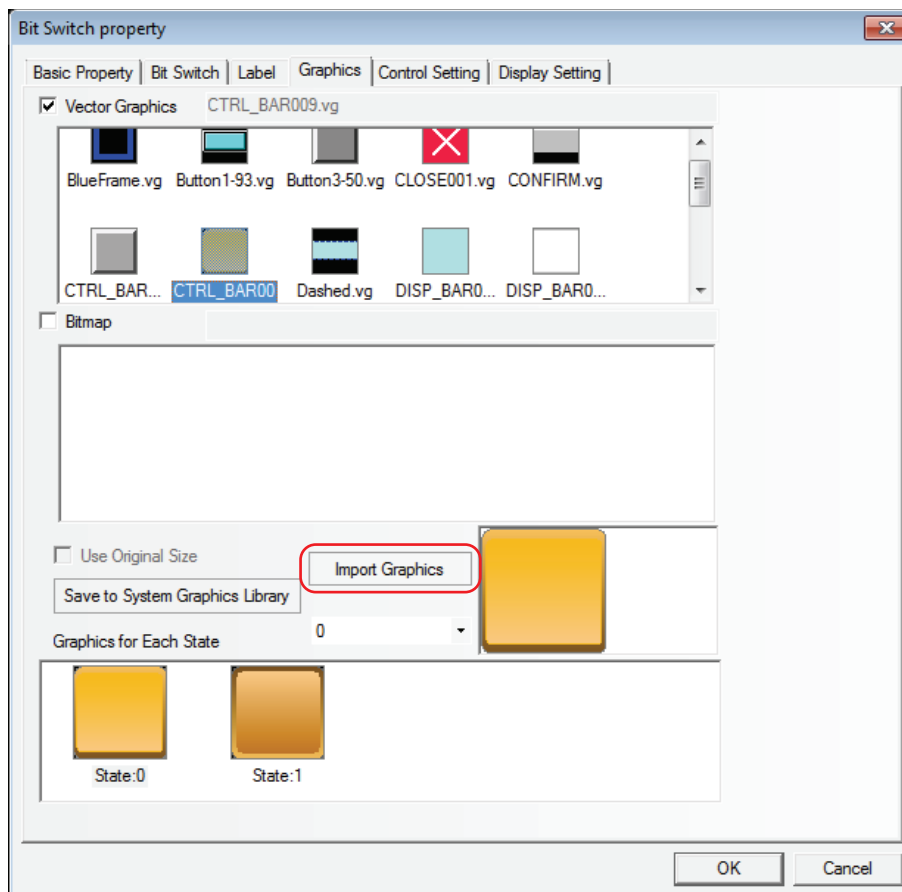 Bit Switch property
Basic Property Bit Switch Label Graphics Control Setting Display Setting
Vector Graphics CTRL_BAR009.vg
BlueFrame.vg Button1-93.vg Button3-50.vg CLOSE001.vg CONFIRM.vg
CTRL_BAR... CTRL_BAR00 Dashed.vg DISP_BAR0... DISP_BAR0...
Bitmap
Use Original Size
Import Graphics
Save to System Graphics Library
0
Graphics for Each State
State:0 State:1
OK Cancel